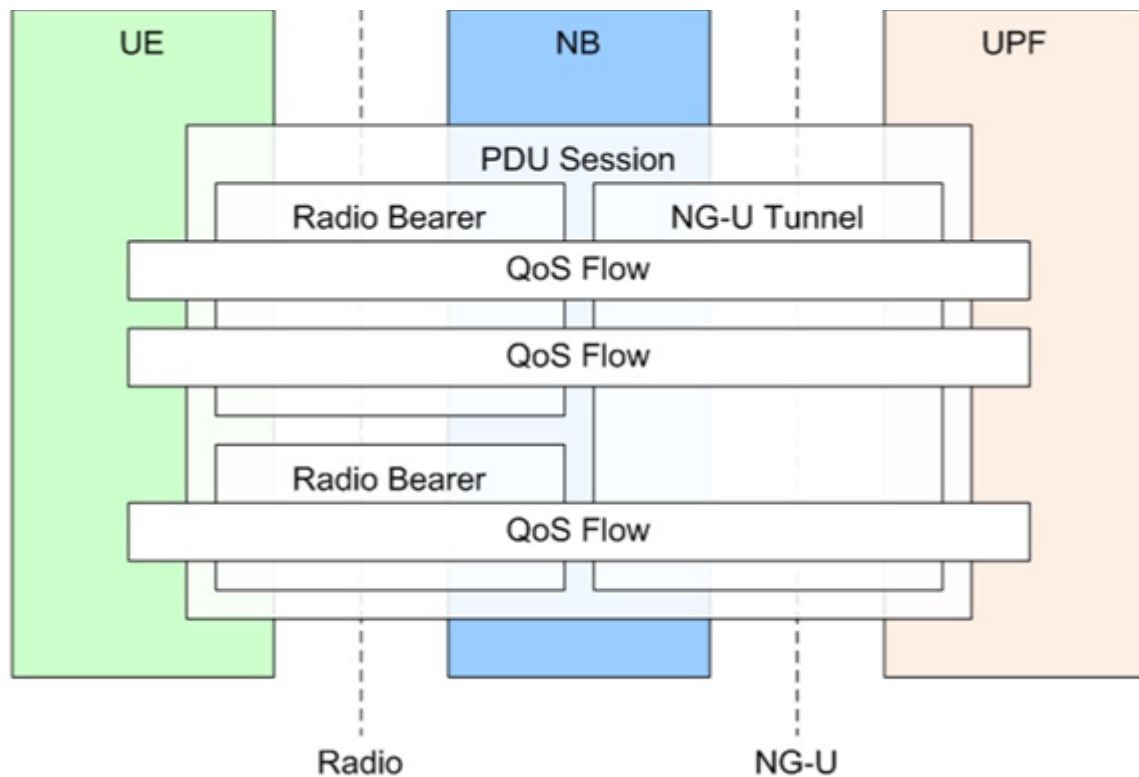 UE
NB
UPF
PDU Session
Radio Bearer
NG-U Tunnel
QoS Flow
QoS Flow
Radio Bearer
QoS Flow
Radio
NG-U